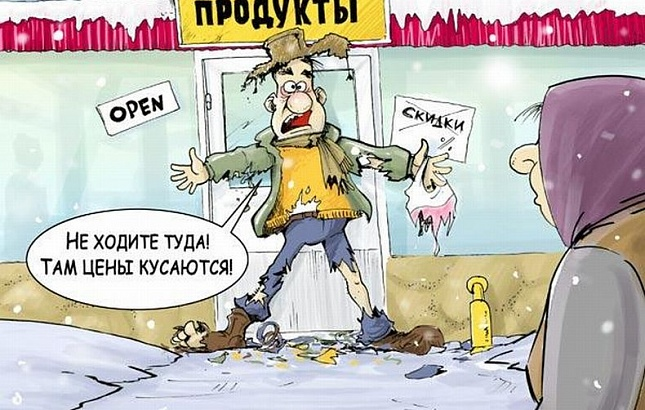 ПРОДУКТЫ
OPEN
СКИДКИ
%
НЕ ХОДИТЕ ТУДА!
ТАМ ЦЕНЫ КУСАЮТСЯ!